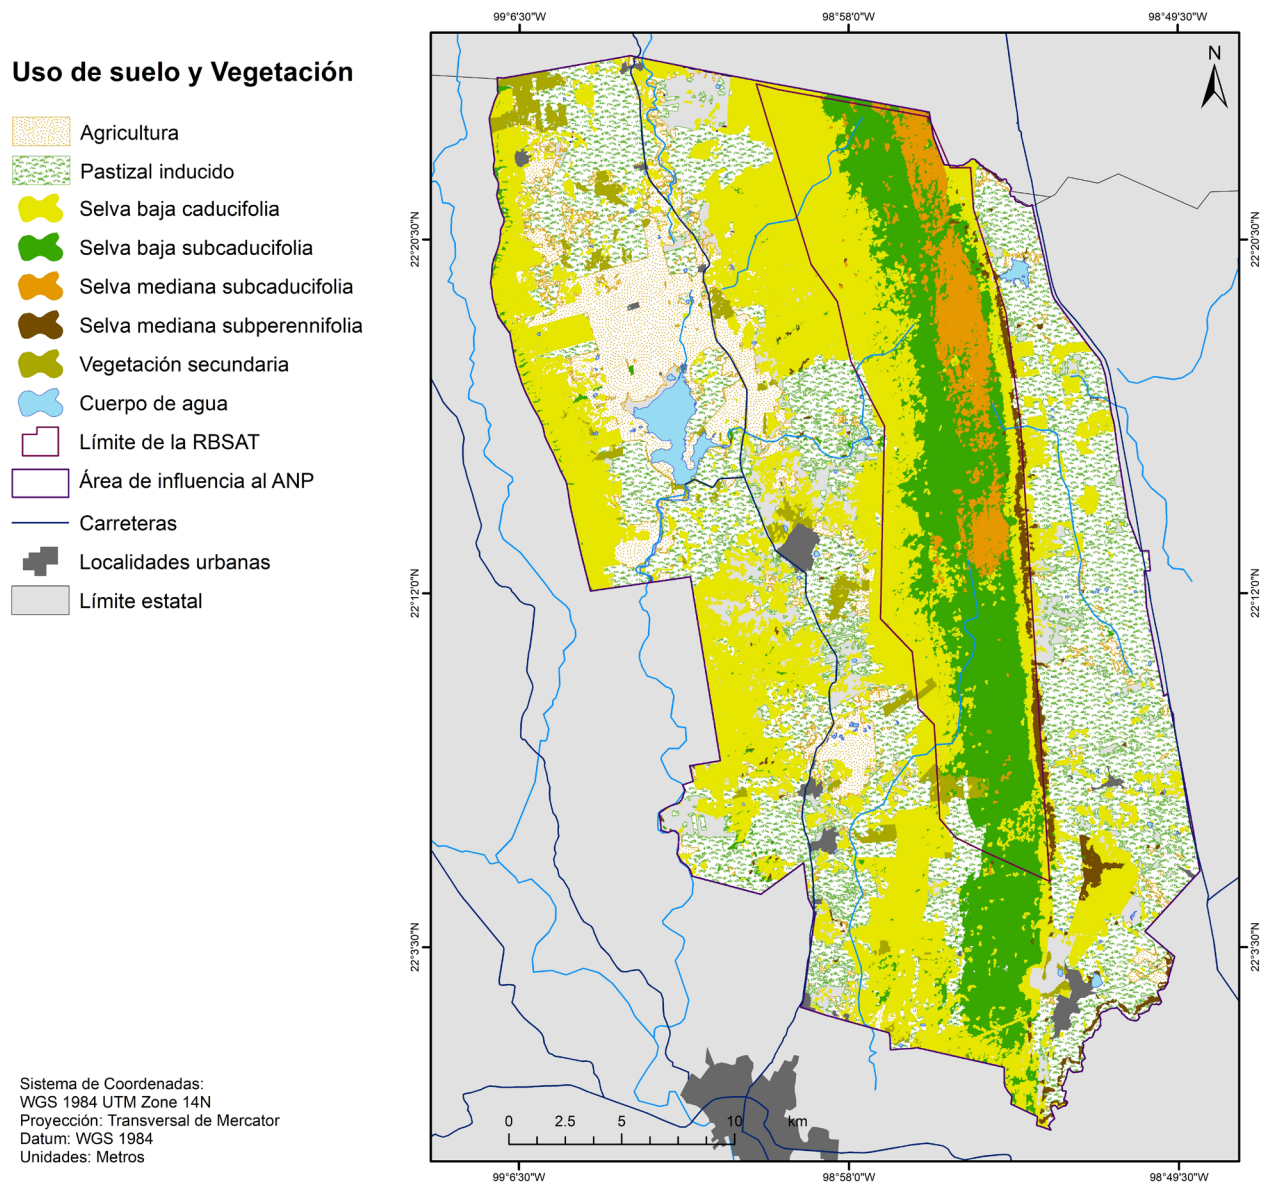 99°6'30"W
98°58'0"W
98°49'30"W
Uso de suelo y Vegetación
N
Agricultura
Pastizal inducido
Selva baja caducifolia
Selva baja subcaducifolia
Selva mediana subcaducifolia
Selva mediana subperennifolia
Vegetación secundaria
Cuerpo de agua
Límite de la RBSAT
Área de influencia al ANP
Carreteras
Localidades urbanas
Límite estatal
22°20'30"N
22°20'30"N
22°12'0"N
22°12'0"N
22°3'30"N
22°3'30"N
Sistema de Coordenadas:
WGS 1984 UTM Zone 14N
Proyección: Transversal de Mercator
Datum: WGS 1984
Unidades: Metros
0 2.5 5 10 km
99°6'30"W
98°58'0"W
98°49'30"W